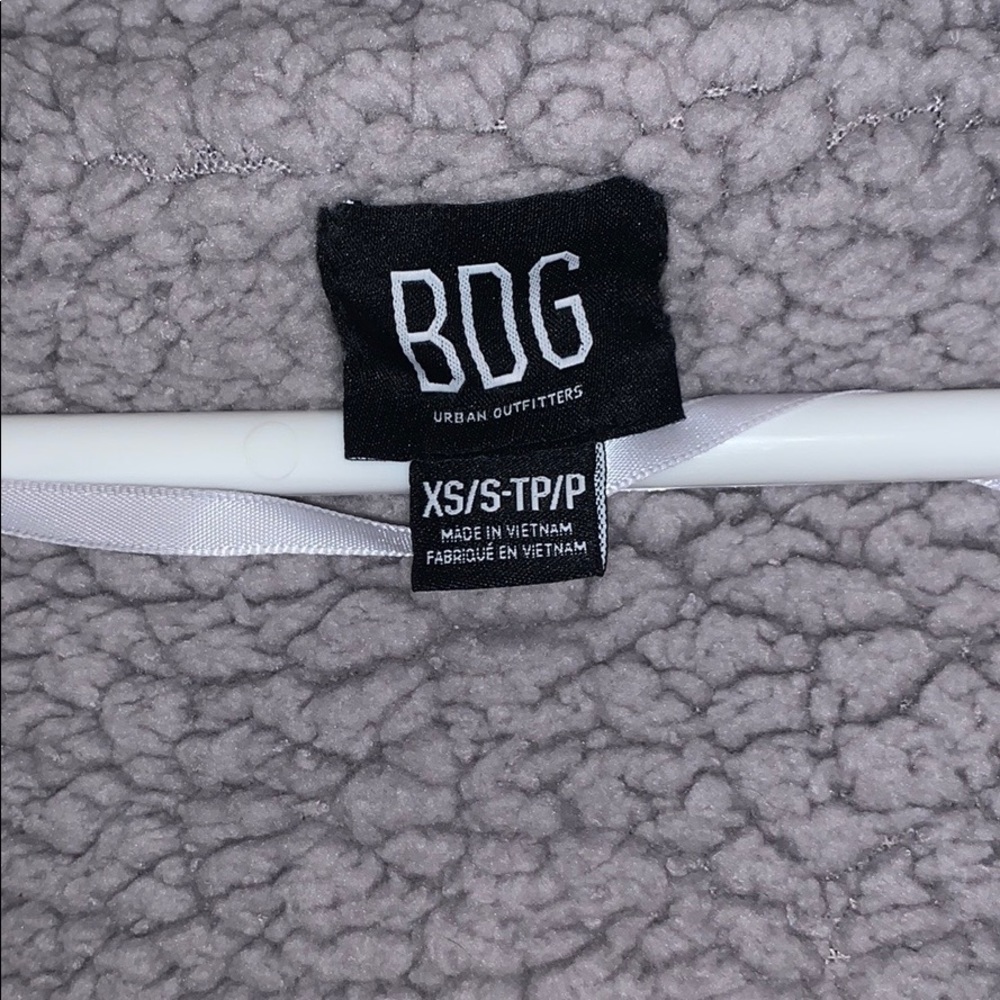 BDG
URBAN OUTFITTERS
XS/S-TP/P
MADE IN VIETNAM
FABRIQUÉ EN VIETNAM